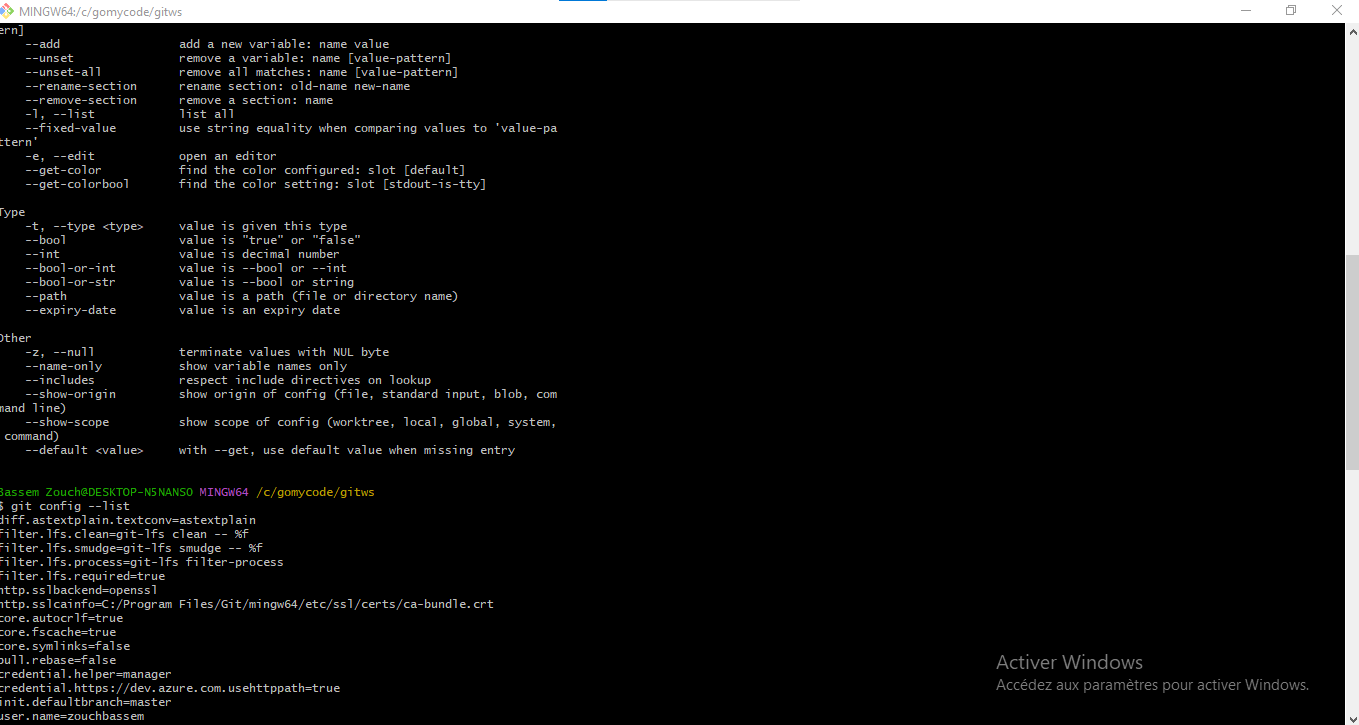 MINGW64:/c/gomycode/gitws
ern]
--add add a new variable: name value
--unset remove a variable: name [value-pattern]
--unset-all remove all matches: name [value-pattern]
--rename-section rename section: old-name new-name
--remove-section remove a section: name
-l, --list list all
--fixed-value use string equality when comparing values to 'value-pa
ttern'
-e, --edit open an editor
--get-color find the color configured: slot [default]
--get-colorbool find the color setting: slot [stdout-is-tty]
Type
-t, --type <type> value is given this type
--bool value is "true" or "false"
--int value is decimal number
--bool-or-int value is --bool or --int
--bool-or-str value is --bool or string
--path value is a path (file or directory name)
--expiry-date value is an expiry date
Other
-z, --null terminate values with NUL byte
--name-only show variable names only
--includes respect include directives on lookup
--show-origin show origin of config (file, standard input, blob, com
mand line)
--show-scope show scope of config (worktree, local, global, system,
command)
--default <value> with --get, use default value when missing entry
Bassem Zouch@DESKTOP-N5NANSO MINGW64 /c/gomycode/gitws
$ git config --list
diff.astextplain.textconv=astextplain
filter.lfs.clean=git-lfs clean -- %f
filter.lfs.smudge=git-lfs smudge -- %f
filter.lfs.process=git-lfs filter-process
filter.lfs.required=true
http.sslbackend=openssl
http.sslcainfo=C:/Program Files/Git/mingw64/etc/ssl/certs/ca-bundle.crt
core.autocrlf=true
core.fscache=true
core.symlinks=false
pull.rebase=false
credential.helper=manager
credential.https://dev.azure.com.usehttppath=true
init.defaultbranch=master
user.name=zouchbassem
Activer Windows
Accédez aux paramètres pour activer Windows.